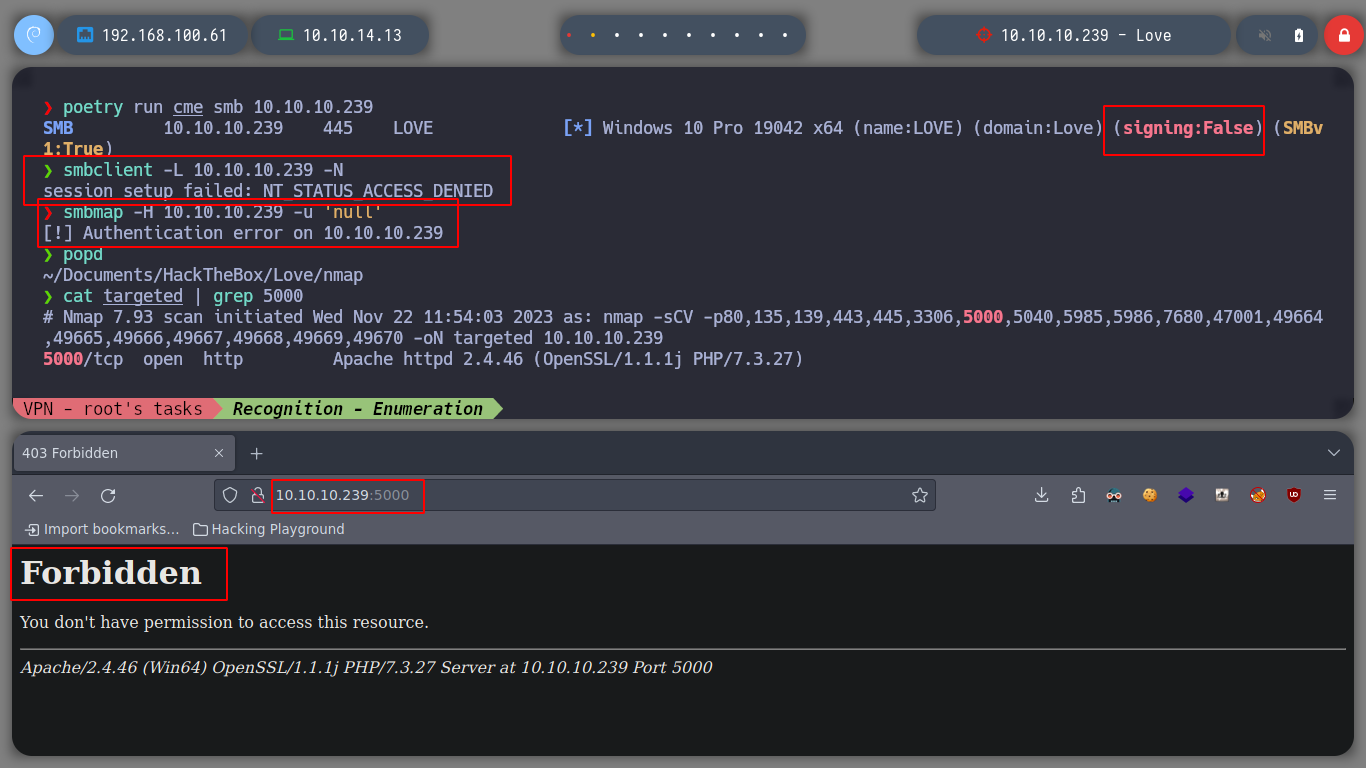 192.168.100.61
10.10.14.13
10.10.10.239 - Love
❯ poetry run cme smb 10.10.10.239
SMB 10.10.10.239 445 LOVE [*] Windows 10 Pro 19042 x64 (name:LOVE) (domain:Love) (signing:False) (SMBv
1:True)
❯ smbclient -L 10.10.10.239 -N
session setup failed: NT_STATUS_ACCESS_DENIED
❯ smbmap -H 10.10.10.239 -u 'null'
[!] Authentication error on 10.10.10.239
❯ popd
~/Documents/HackTheBox/Love/nmap
❯ cat targeted | grep 5000
# Nmap 7.93 scan initiated Wed Nov 22 11:54:03 2023 as: nmap -sCV -p80,135,139,443,445,3306,5000,5040,5985,5986,7680,47001,49664
,49665,49666,49667,49668,49669,49670 -oN targeted 10.10.10.239
5000/tcp open http Apache httpd 2.4.46 (OpenSSL/1.1.1j PHP/7.3.27)
VPN - root's tasks Recognition - Enumeration
403 Forbidden
10.10.10.239:5000
Import bookmarks... Hacking Playground
Forbidden
You don't have permission to access this resource.
Apache/2.4.46 (Win64) OpenSSL/1.1.1j PHP/7.3.27 Server at 10.10.10.239 Port 5000